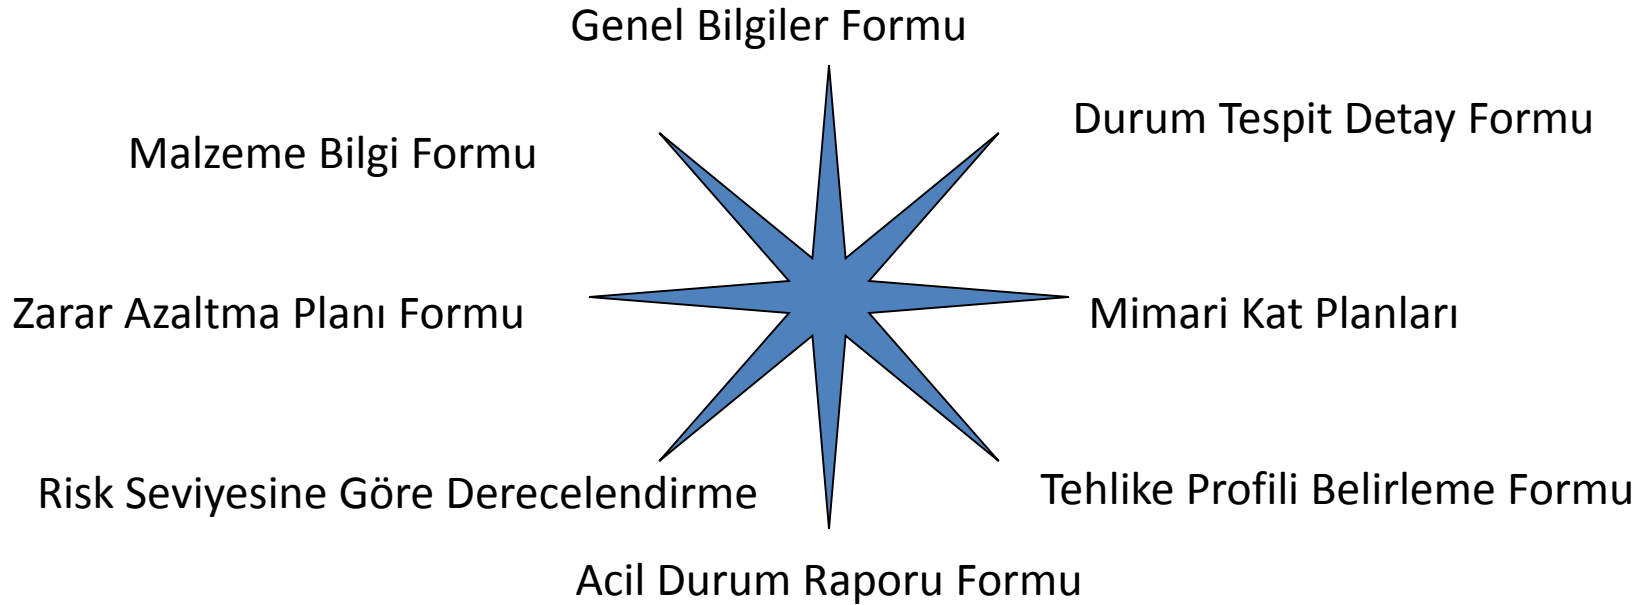 Genel Bilgiler Formu
Durum Tespit Detay Formu
Malzeme Bilgi Formu
Zarar Azaltma Planı Formu
Mimari Kat Planları
Risk Seviyesine Göre Derecelendirme
Tehlike Profili Belirleme Formu
Acil Durum Raporu Formu